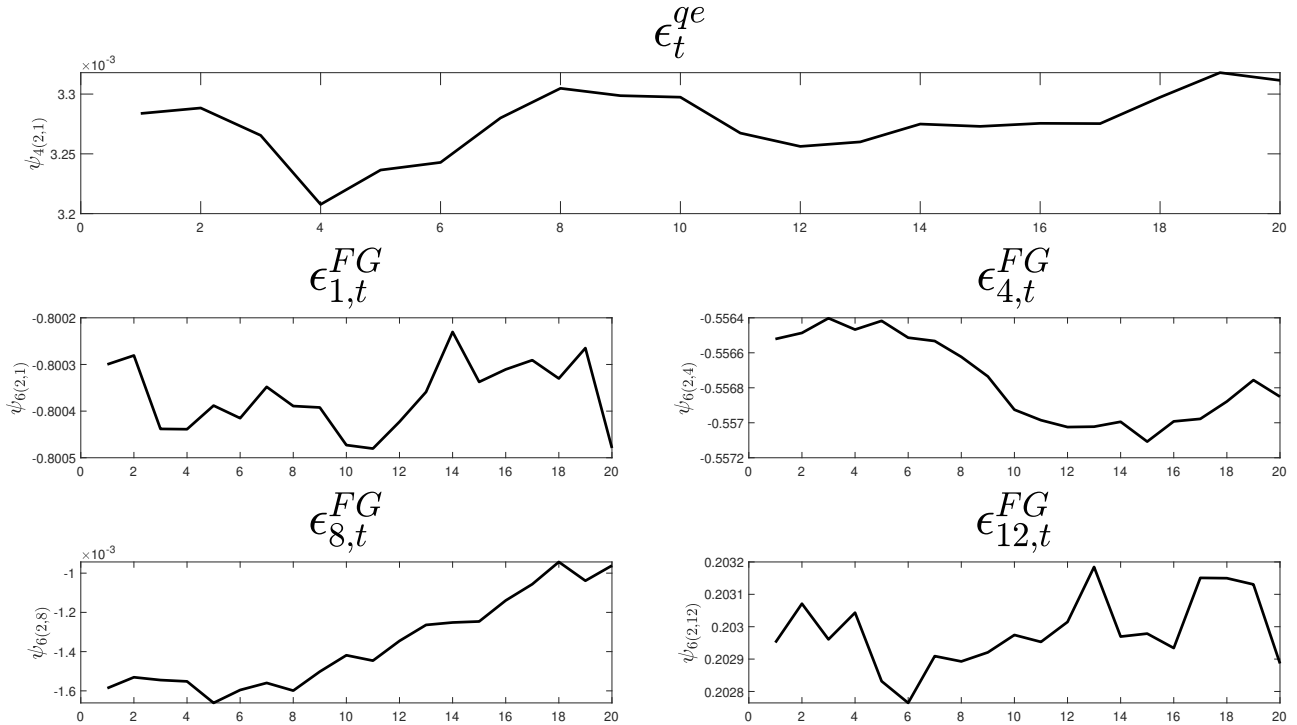 ϵ_t^{qe}
×10⁻³
3.3
3.25
3.2
ψ_{4(2,1)}
0 2 4 6 8 10 12 14 16 18 20
ϵ_{1,t}^{FG}
-0.8002
-0.8003
-0.8004
-0.8005
ψ_{6(2,1)}
0 2 4 6 8 10 12 14 16 18 20
ϵ_{4,t}^{FG}
-0.5564
-0.5566
-0.5568
-0.557
-0.5572
ψ_{6(2,4)}
0 2 4 6 8 10 12 14 16 18 20
ϵ_{8,t}^{FG}
×10⁻³
-1
-1.2
-1.4
-1.6
ψ_{6(2,8)}
0 2 4 6 8 10 12 14 16 18 20
ϵ_{12,t}^{FG}
0.2032
0.2031
0.203
0.2029
0.2028
ψ_{6(2,12)}
0 2 4 6 8 10 12 14 16 18 20